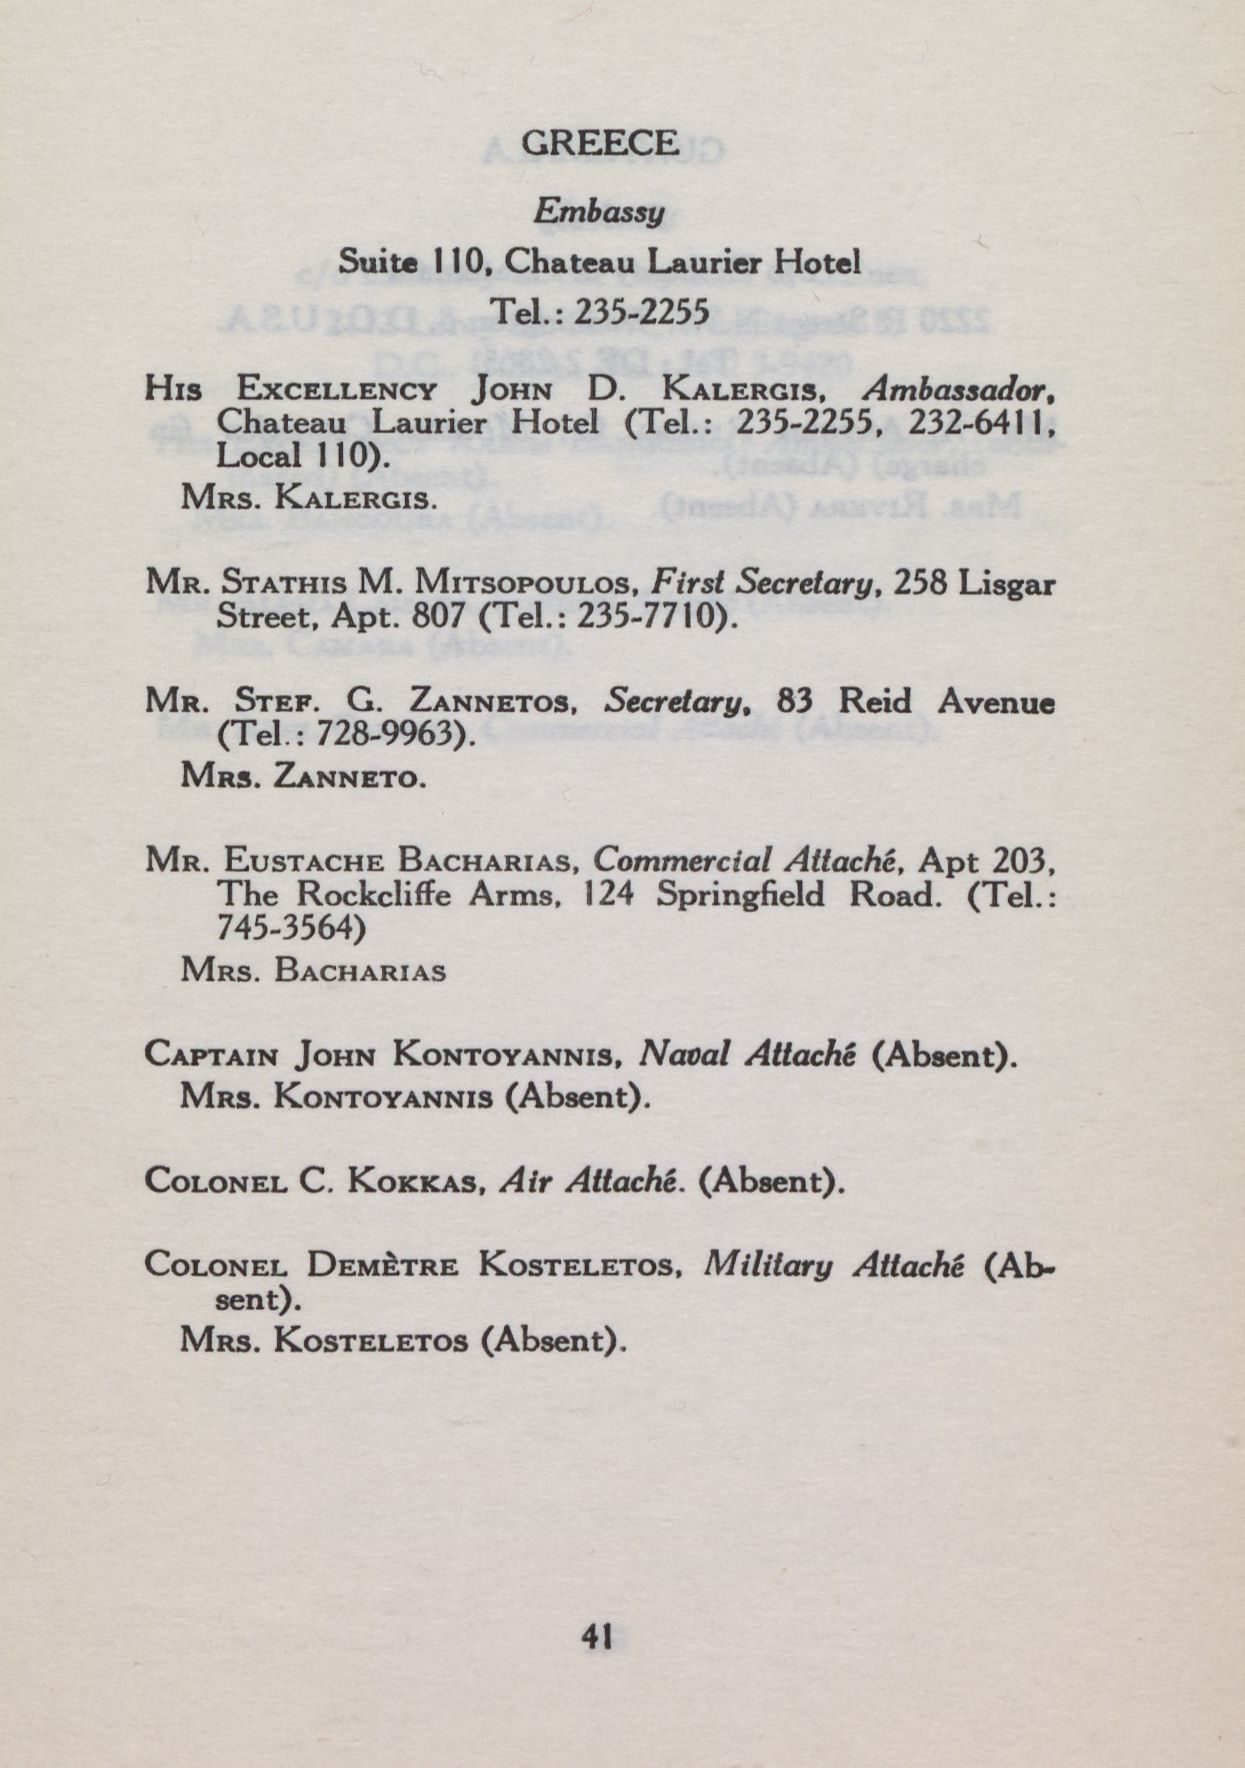 GREECE
Embassy
Suite 110, Chateau Laurier Hotel
Tel.: 235-2255
HIS EXCELLENCY JOHN D. KALERGIS, Ambassador,
Chateau Laurier Hotel (Tel.: 235-2255, 232-6411,
Local 110).
MRS. KALERGIS.
MR. STATHIS M. MITSOPOULOS, First Secretary, 258 Lisgar
Street, Apt. 807 (Tel.: 235-7710).
MR. STEF. G. ZANNETOS, Secretary, 83 Reid Avenue
(Tel.: 728-9963).
MRS. ZANNETO.
MR. EUSTACHE BACHARIAS, Commercial Attaché, Apt 203,
The Rockcliffe Arms, 124 Springfield Road. (Tel.:
745-3564)
MRS. BACHARIAS
CAPTAIN JOHN KONTOYANNIS, Naval Attaché (Absent).
MRS. KONTOYANNIS (Absent).
COLONEL C. KOKKAS, Air Attaché. (Absent).
COLONEL DEMÈTRE KOSTELETOS, Military Attaché (Ab-
sent).
MRS. KOSTELETOS (Absent).
41